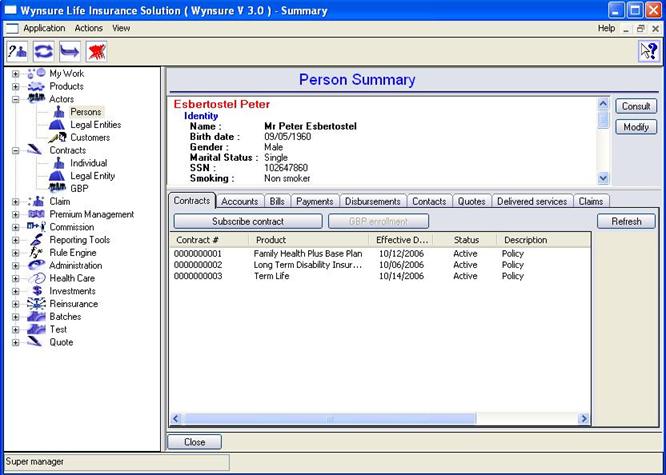 Wynsure Life Insurance Solution ( Wynsure V 3.0 ) - Summary
Application Actions View Help
My Work
Products
Actors
Persons
Legal Entities
Customers
Contracts
Individual
Legal Entity
GBP
Claim
Premium Management
Commission
Reporting Tools
Rule Engine
Administration
Health Care
Investments
Reinsurance
Batches
Test
Quote
Person Summary
Esbertostel Peter
Identity
Name : Mr Peter Esbertostel
Birth date : 09/05/1960
Gender : Male
Marital Status : Single
SSN : 102647860
Smoking : Non smoker
Consult
Modify
Contracts Accounts Bills Payments Disbursements Contacts Quotes Delivered services Claims
Subscribe contract GBP enrollment Refresh
Contract # Product Effective D... Status Description
0000000001 Family Health Plus Base Plan 10/12/2006 Active Policy
0000000002 Long Term Disability Insur... 10/06/2006 Active Policy
0000000003 Term Life 10/14/2006 Active Policy
Close
Super manager